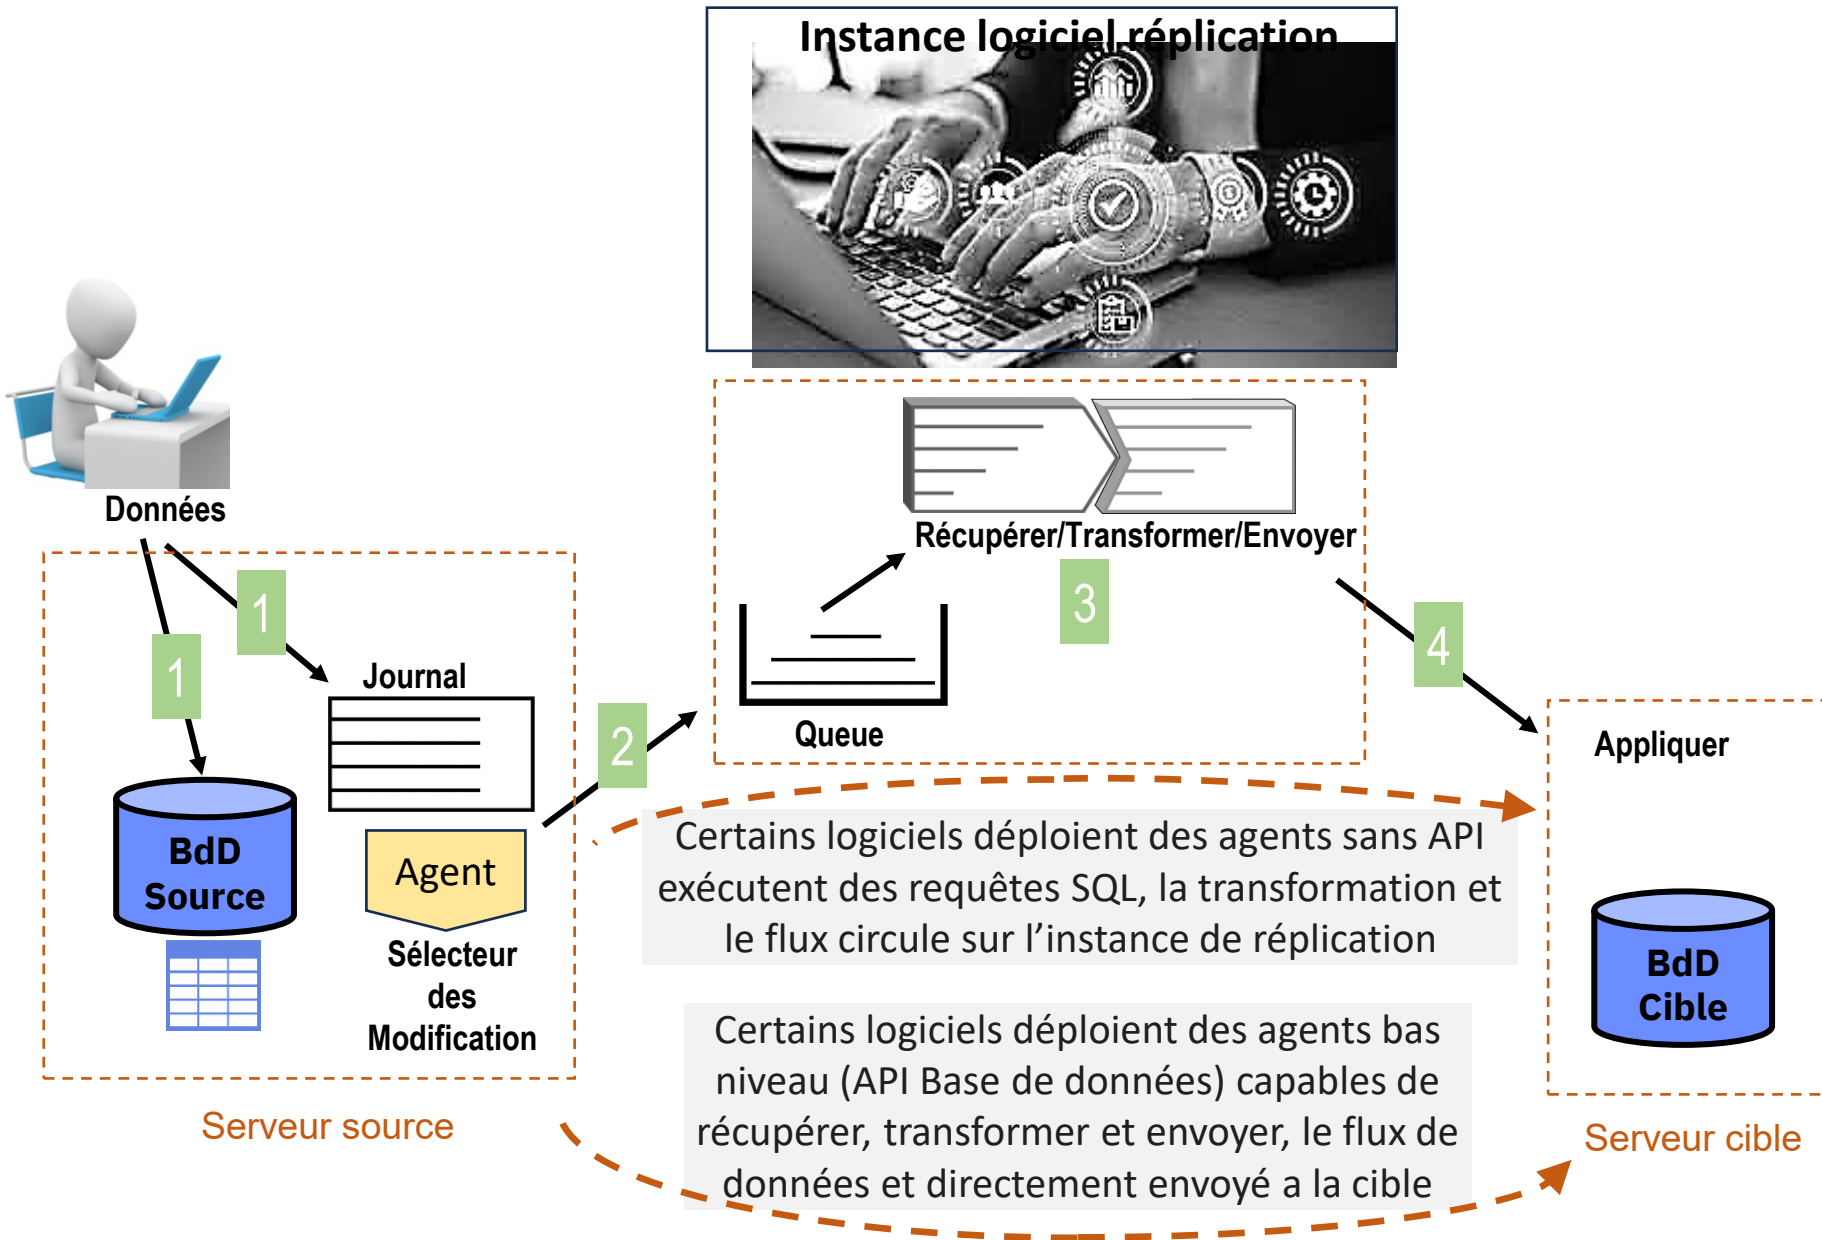 Instance logiciel réplication
Données
Récupérer/Transformer/Envoyer
1
1
3
4
Journal
2
Queue
Appliquer
BdD
Source
Agent
Sélecteur
des
Modification
Certains logiciels déploient des agents sans API
exécutent des requêtes SQL, la transformation et
le flux circule sur l’instance de réplication
BdD
Cible
Certains logiciels déploient des agents bas
niveau (API Base de données) capables de
récupérer, transformer et envoyer, le flux de
données et directement envoyé a la cible
Serveur source
Serveur cible